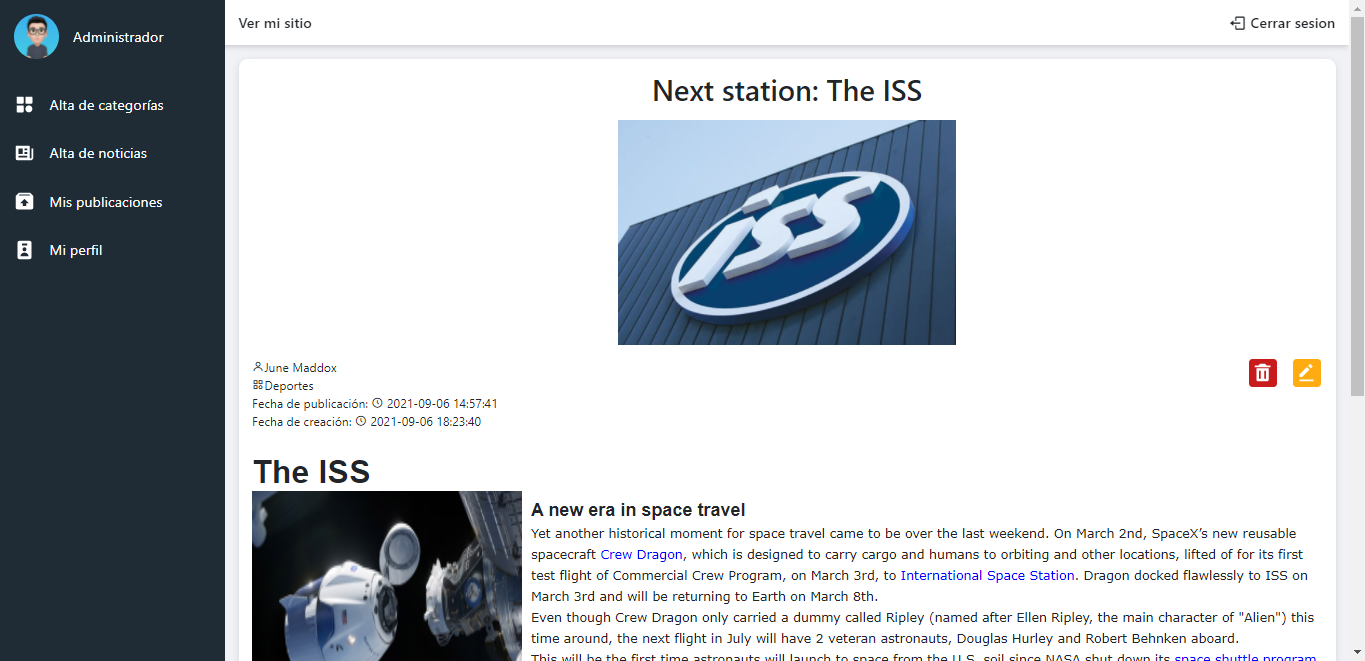 Administrador
Alta de categorías
Alta de noticias
Mis publicaciones
Mi perfil
Ver mi sitio
Cerrar sesion
Next station: The ISS
iSS
June Maddox
Deportes
Fecha de publicación: 2021-09-06 14:57:41
Fecha de creación: 2021-09-06 18:23:40
The ISS
A new era in space travel
Yet another historical moment for space travel came to be over the last weekend. On March 2nd, SpaceX’s new reusable
spacecraft Crew Dragon, which is designed to carry cargo and humans to orbiting and other locations, lifted of for its first
test flight of Commercial Crew Program, on March 3rd, to International Space Station. Dragon docked flawlessly to ISS on
March 3rd and will be returning to Earth on March 8th.
Even though Crew Dragon only carried a dummy called Ripley (named after Ellen Ripley, the main character of "Alien") this
time around, the next flight in July will have 2 veteran astronauts, Douglas Hurley and Robert Behnken aboard.
This will be the first time astronauts will launch to space from the U.S. soil since NASA shut down its space shuttle program